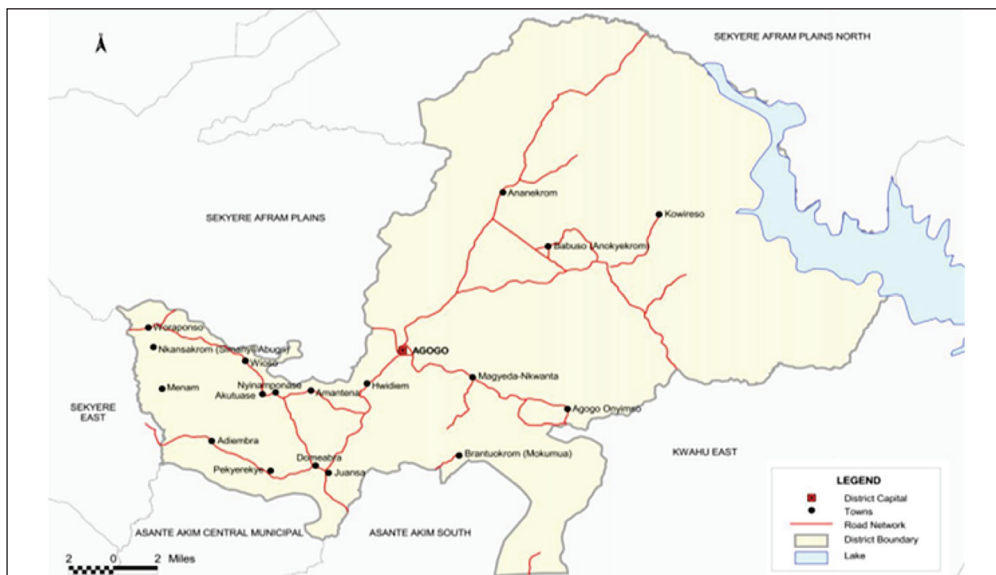 SEKYERE AFRAM PLAINS NORTH
Ananekrom
Kowireso
SEKYERE AFRAM PLAINS
Babuso (Anokyekrom)
Woraponso
AGOGO
Wioso
Magyeda-Nkwanta
Hwidiem
Menam
Nyinamponase
Amantena
Akutuase
SEKYERE
EAST
Agogo Onyimso
Adiembra
KWAHU EAST
Brantuokrom (Mokumua)
Domeabra
Pekyerekye
Juansa
ASANTE AKIM CENTRAL MUNICIPAL
ASANTE AKIM SOUTH
2 0 2 Miles
LEGEND
District Capital
Towns
Road Network
District Boundary
Lake